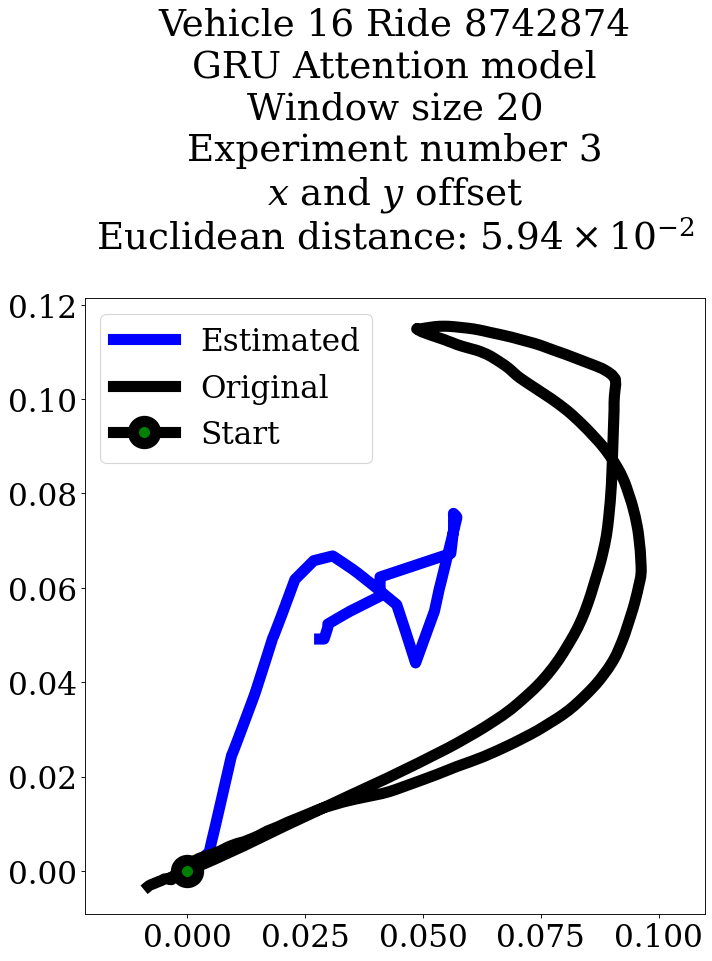 Vehicle 16 Ride 8742874
GRU Attention model
Window size 20
Experiment number 3
x and y offset
Euclidean distance: 5.94 × 10⁻²
Estimated
Original
Start
0.12
0.10
0.08
0.06
0.04
0.02
0.00
0.000 0.025 0.050 0.075 0.100